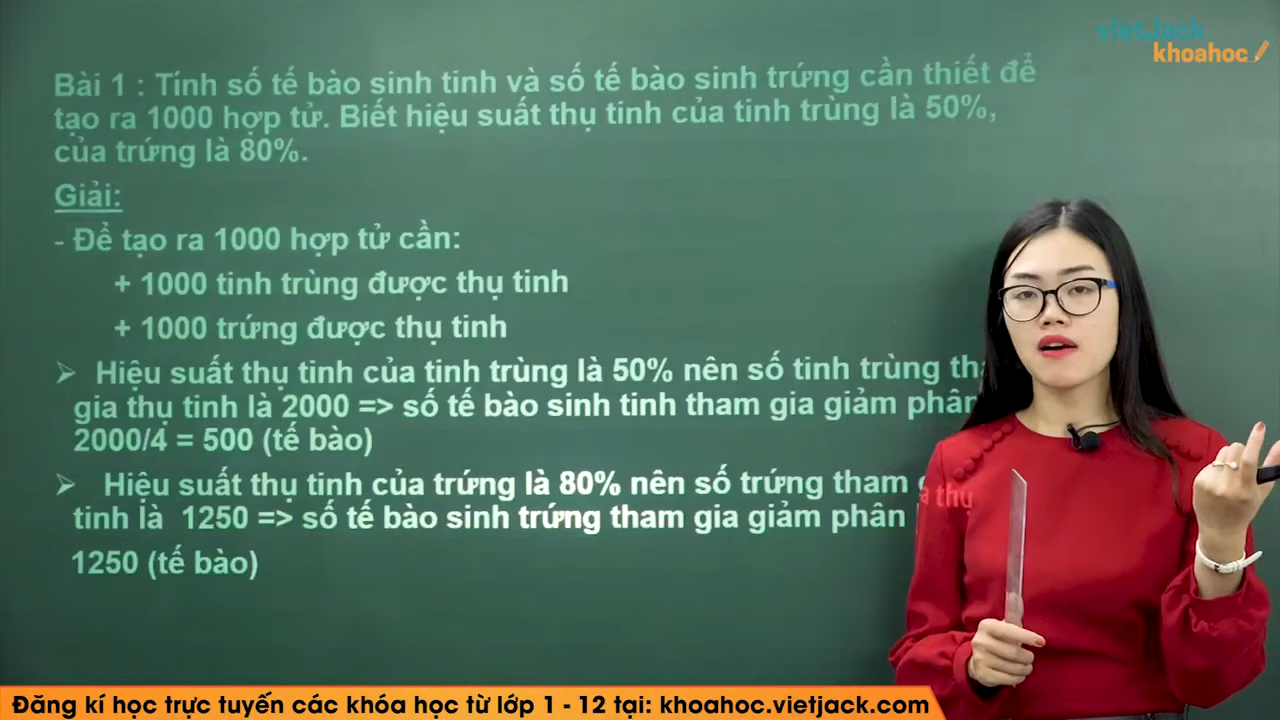 vietjack
khoahoc
Bài 1 : Tính số tế bào sinh tinh và số tế bào sinh trứng cần thiết để
tạo ra 1000 hợp tử. Biết hiệu suất thụ tinh của tinh trùng là 50%,
của trứng là 80%.
Giải:
- Để tạo ra 1000 hợp tử cần:
+ 1000 tinh trùng được thụ tinh
+ 1000 trứng được thụ tinh
➢ Hiệu suất thụ tinh của tinh trùng là 50% nên số tinh trùng
gia thụ tinh là 2000 => số tế bào sinh tinh tham gia giảm phân
2000/4 = 500 (tế bào)
➢ Hiệu suất thụ tinh của trứng là 80% nên số trứng tham thụ
tinh là 1250 => số tế bào sinh trứng tham gia giảm phân
1250 (tế bào)
Đăng kí học trực tuyến các khóa học từ lớp 1 - 12 tại: khoahoc.vietjack.com